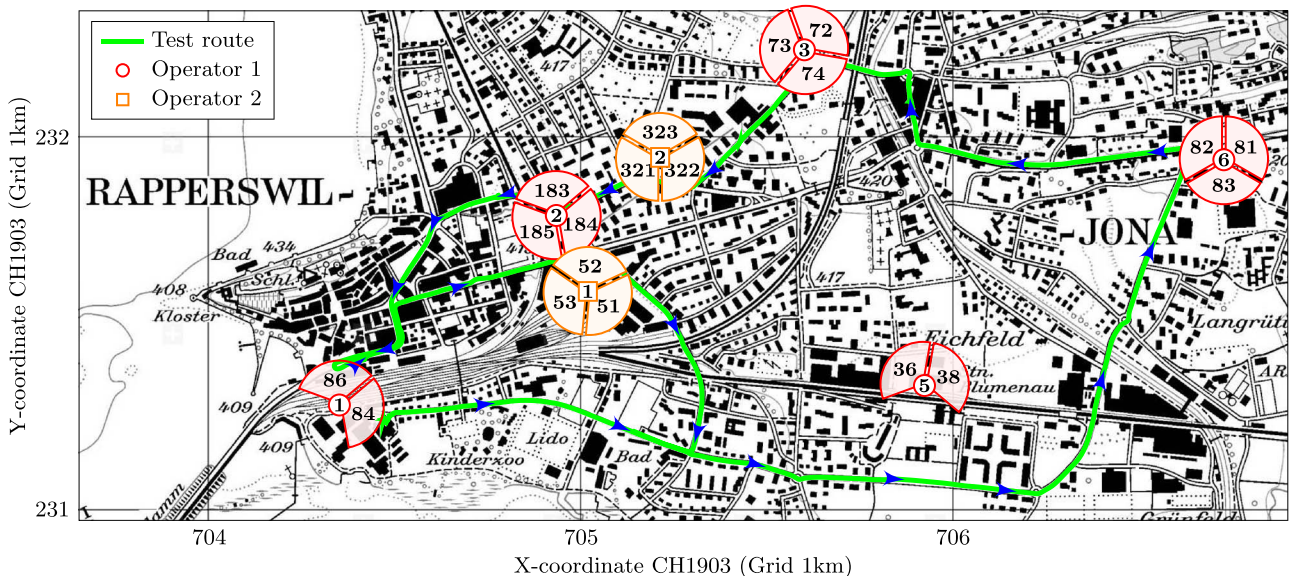 Test route
Operator 1
Operator 2
417
72
73
3
74
232
323
2
321
322
82
81
6
83
420
RAPPERSWIL-
183
2
184
185
JONA
434
Bad
Schl.
408
Kloster
52
1
53
51
417
Langrüti
Eichfeld
36
38
5
Blumenau
AR
86
1
84
409
409
Lido
Bad
Kinderzoo
231
Grünfeld
704
705
706
X-coordinate CH1903 (Grid 1km)
Y-coordinate CH1903 (Grid 1km)